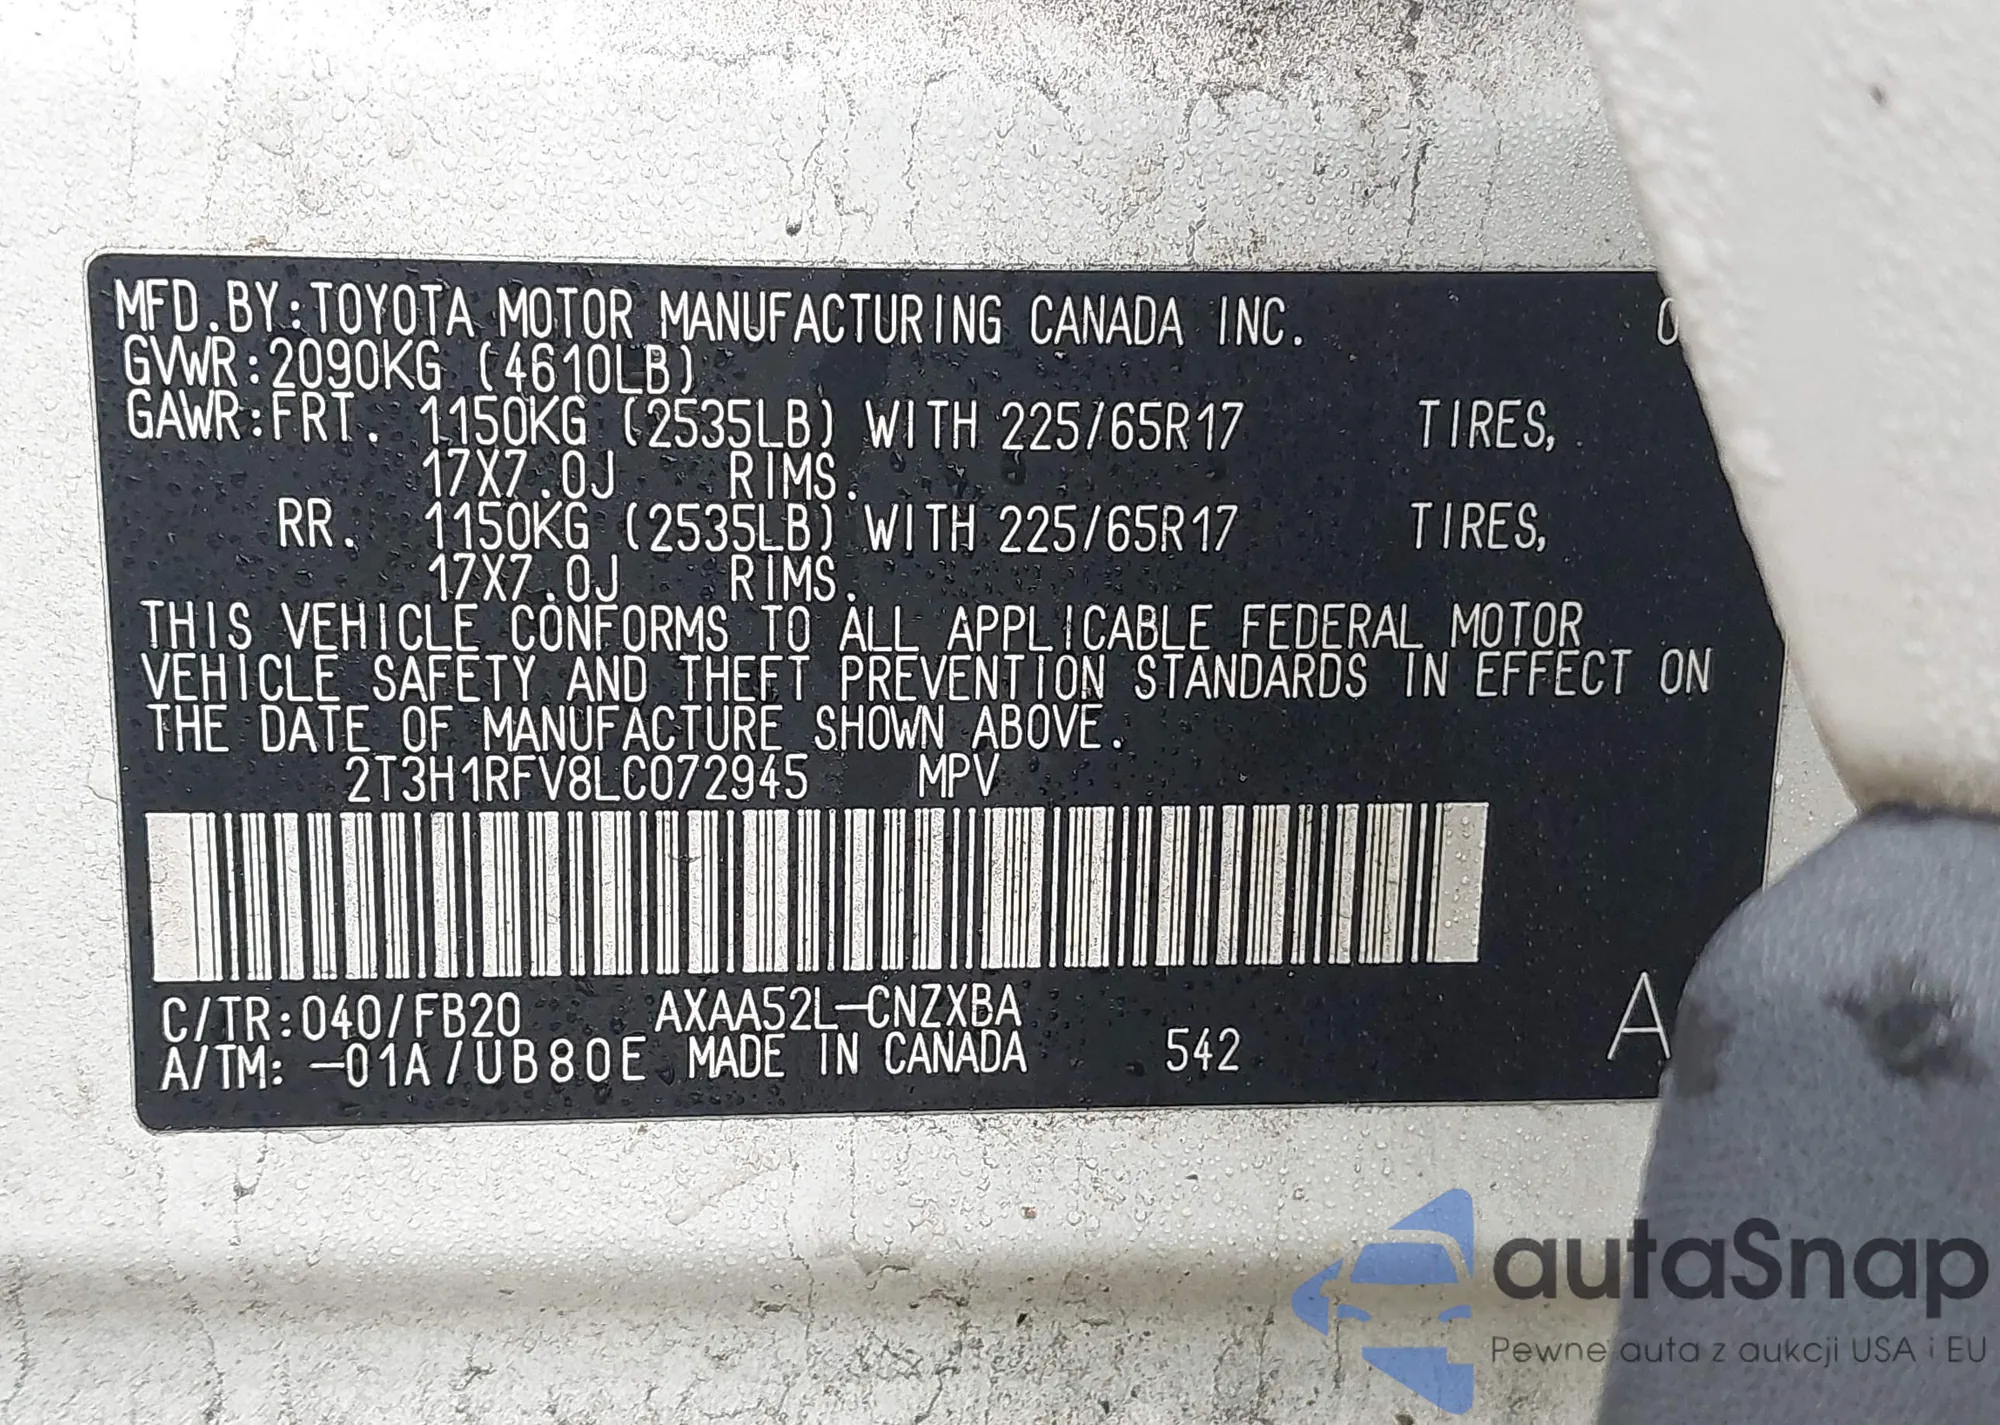 MFD.BY:TOYOTA MOTOR MANUFACTURING CANADA INC. 0
GVWR:2090KG (4610LB)
GAWR:FRT. 1150KG (2535LB) WITH 225/65R17 TIRES,
17X7.0J RIMS.
RR. 1150KG (2535LB) WITH 225/65R17 TIRES,
17X7.0J RIMS.
THIS VEHICLE CONFORMS TO ALL APPLICABLE FEDERAL MOTOR
VEHICLE SAFETY AND THEFT PREVENTION STANDARDS IN EFFECT ON
THE DATE OF MANUFACTURE SHOWN ABOVE.
2T3H1RFV8LC072945 MPV
C/TR:040/FB20 AXAA52L-CNZXBA
A/TM: -01A/UB80E MADE IN CANADA 542 A
autaSnap
Pewne auta z aukcji USA i EU